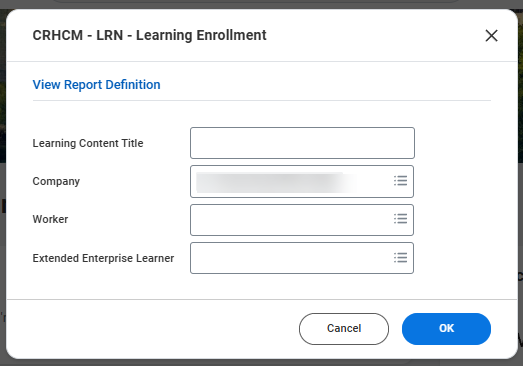 CRHCM - LRN - Learning Enrollment
View Report Definition
Learning Content Title
Company
Worker
Extended Enterprise Learner
Cancel
OK